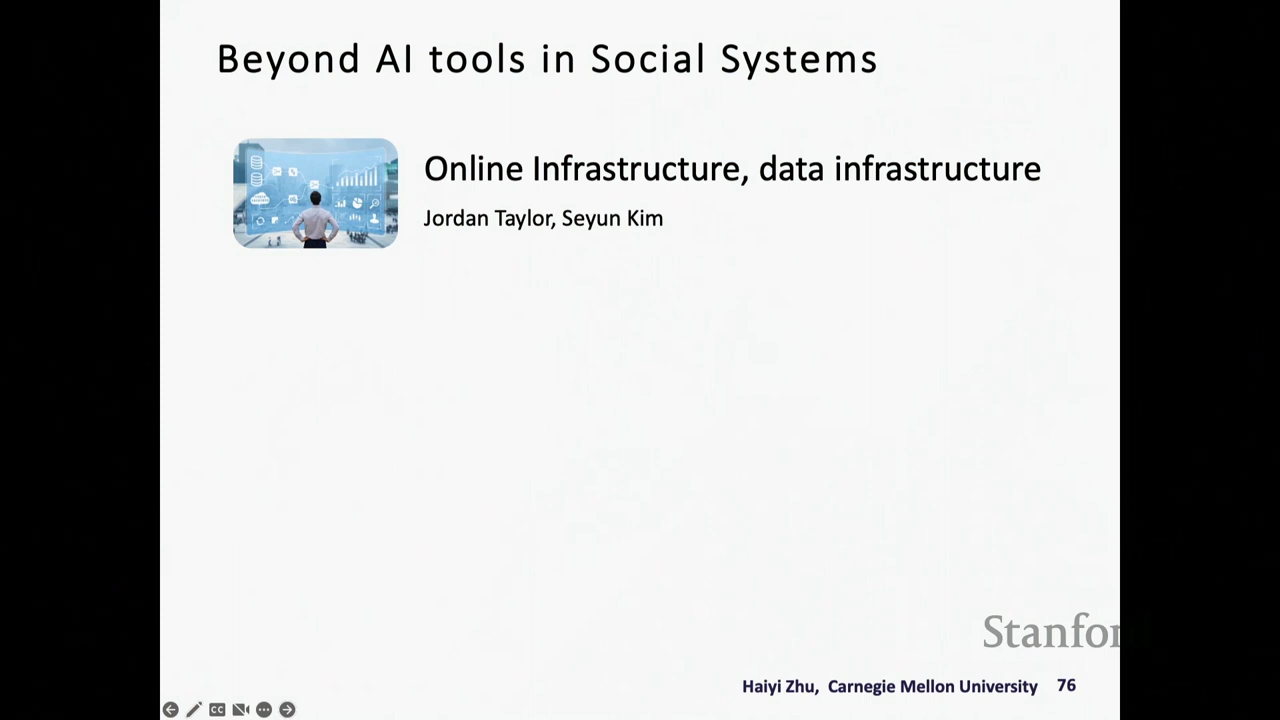 Beyond AI tools in Social Systems
Online Infrastructure, data infrastructure
Jordan Taylor, Seyun Kim
Stanfor
Haiyi Zhu, Carnegie Mellon University 76
CC